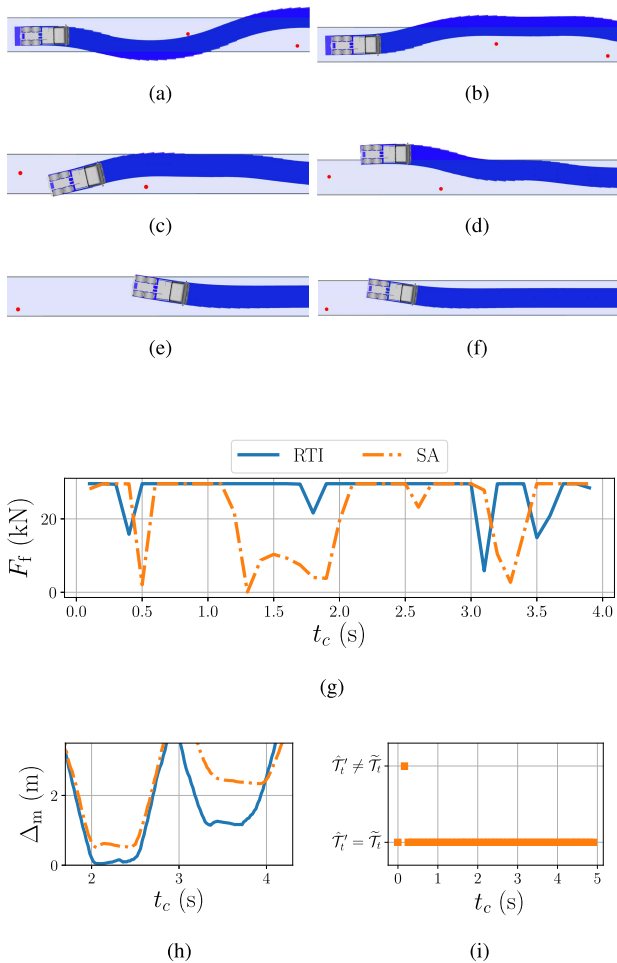 (a)
(b)
(c)
(d)
(e)
(f)
RTI
SA
F_f (kN)
20
0
0.0 0.5 1.0 1.5 2.0 2.5 3.0 3.5 4.0
t_c (s)
(g)
Δ_m (m)
2
0
2 3 4
t_c (s)
(h)
𝒯̂′_t ≠ 𝒯̃_t
𝒯̂′_t = 𝒯̃_t
0 1 2 3 4 5
t_c (s)
(i)